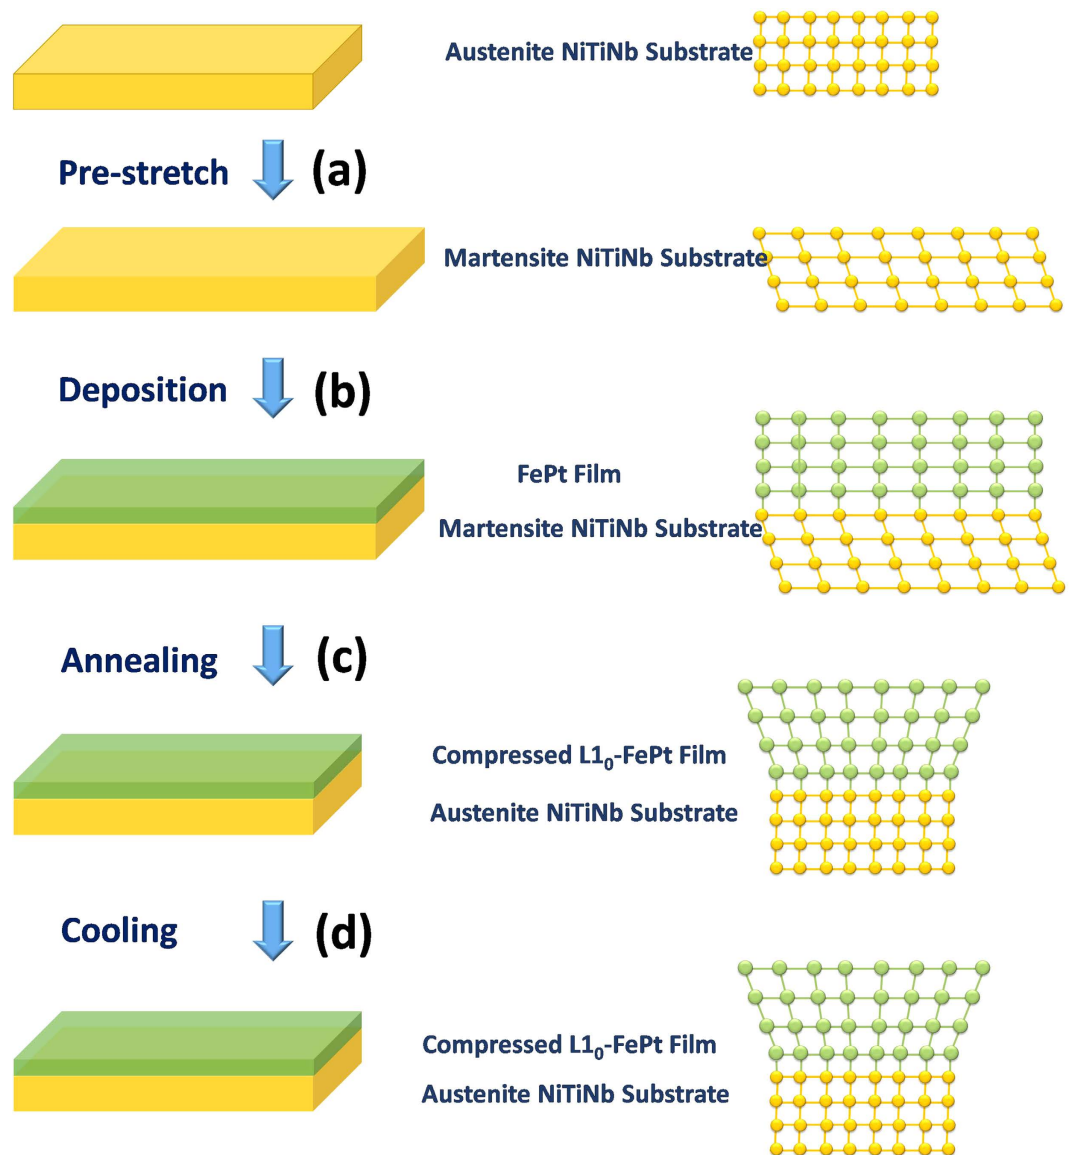 Austenite NiTiNb Substrate
Pre-stretch
(a)
Martensite NiTiNb Substrate
Deposition
(b)
FePt Film
Martensite NiTiNb Substrate
Annealing
(c)
Compressed L1₀-FePt Film
Austenite NiTiNb Substrate
Cooling
(d)
Compressed L1₀-FePt Film
Austenite NiTiNb Substrate